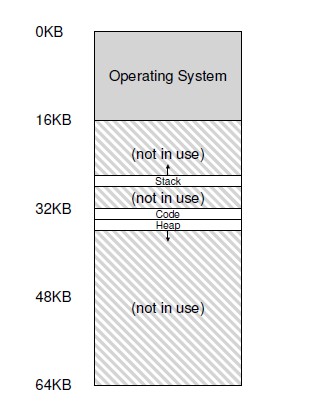 0KB
Operating System
16KB
(not in use)
Stack
(not in use)
32KB
Code
Heap
48KB
(not in use)
64KB